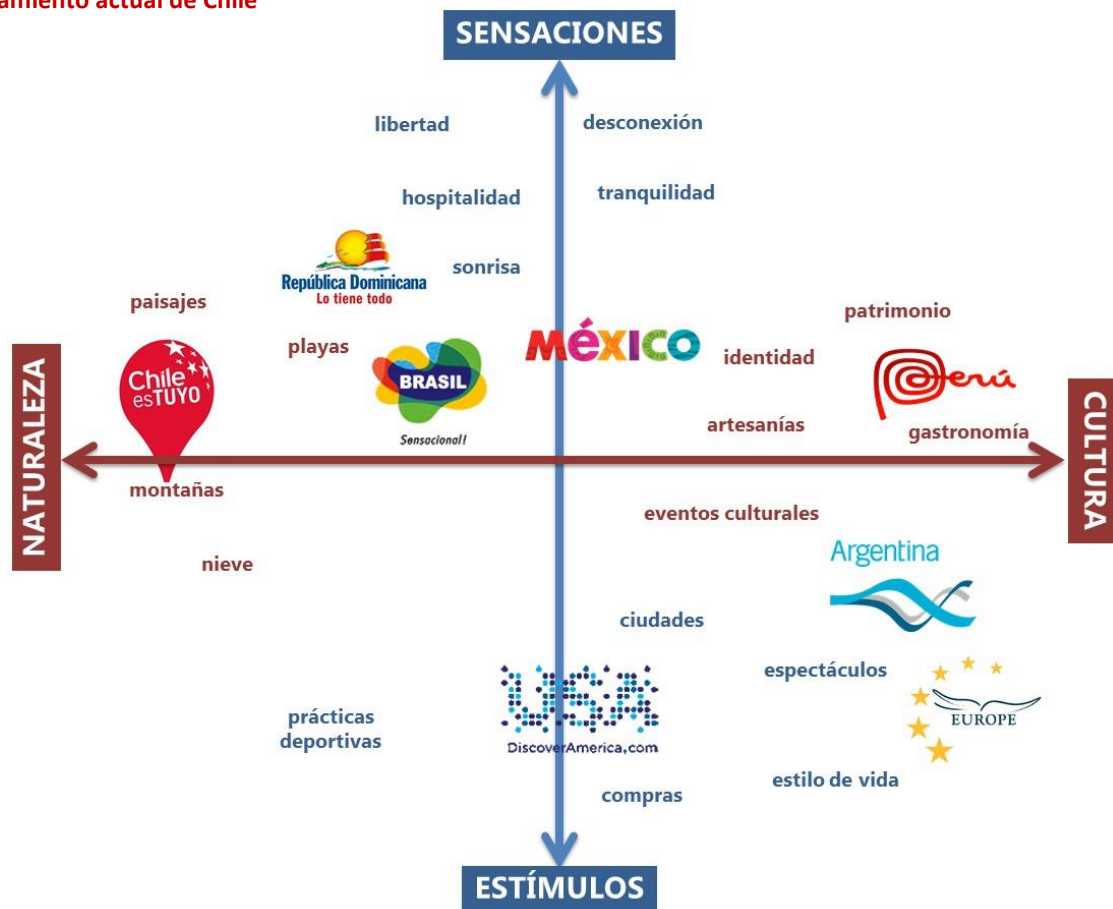 amiento actual de Chile
SENSACIONES
libertad
desconexión
hospitalidad
tranquilidad
sonrisa
República Dominicana
Lo tiene todo
paisajes
playas
patrimonio
Chile
esTUYO
BRASIL
Sensacional!
México
identidad
Perú
artesanías
gastronomía
NATURALEZA
CULTURA
montañas
eventos culturales
nieve
Argentina
ciudades
espectáculos
USA
DiscoverAmerica.com
EUROPE
prácticas
deportivas
estilo de vida
compras
ESTÍMULOS